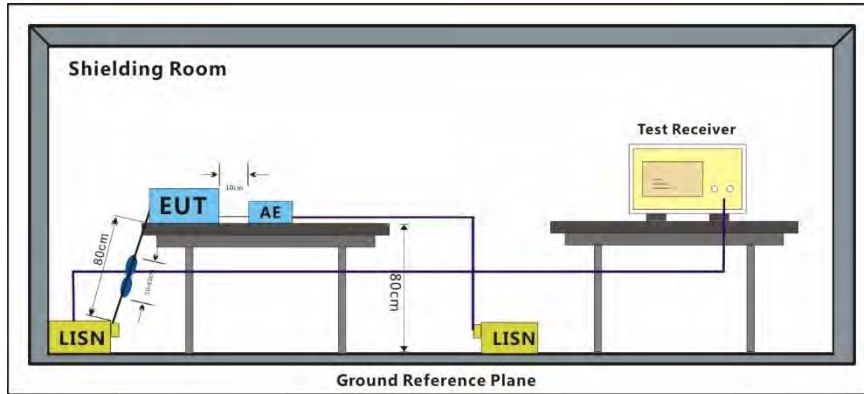 Shielding Room
Test Receiver
10cm
EUT
AE
80cm
80cm
LISN
LISN
Ground Reference Plane